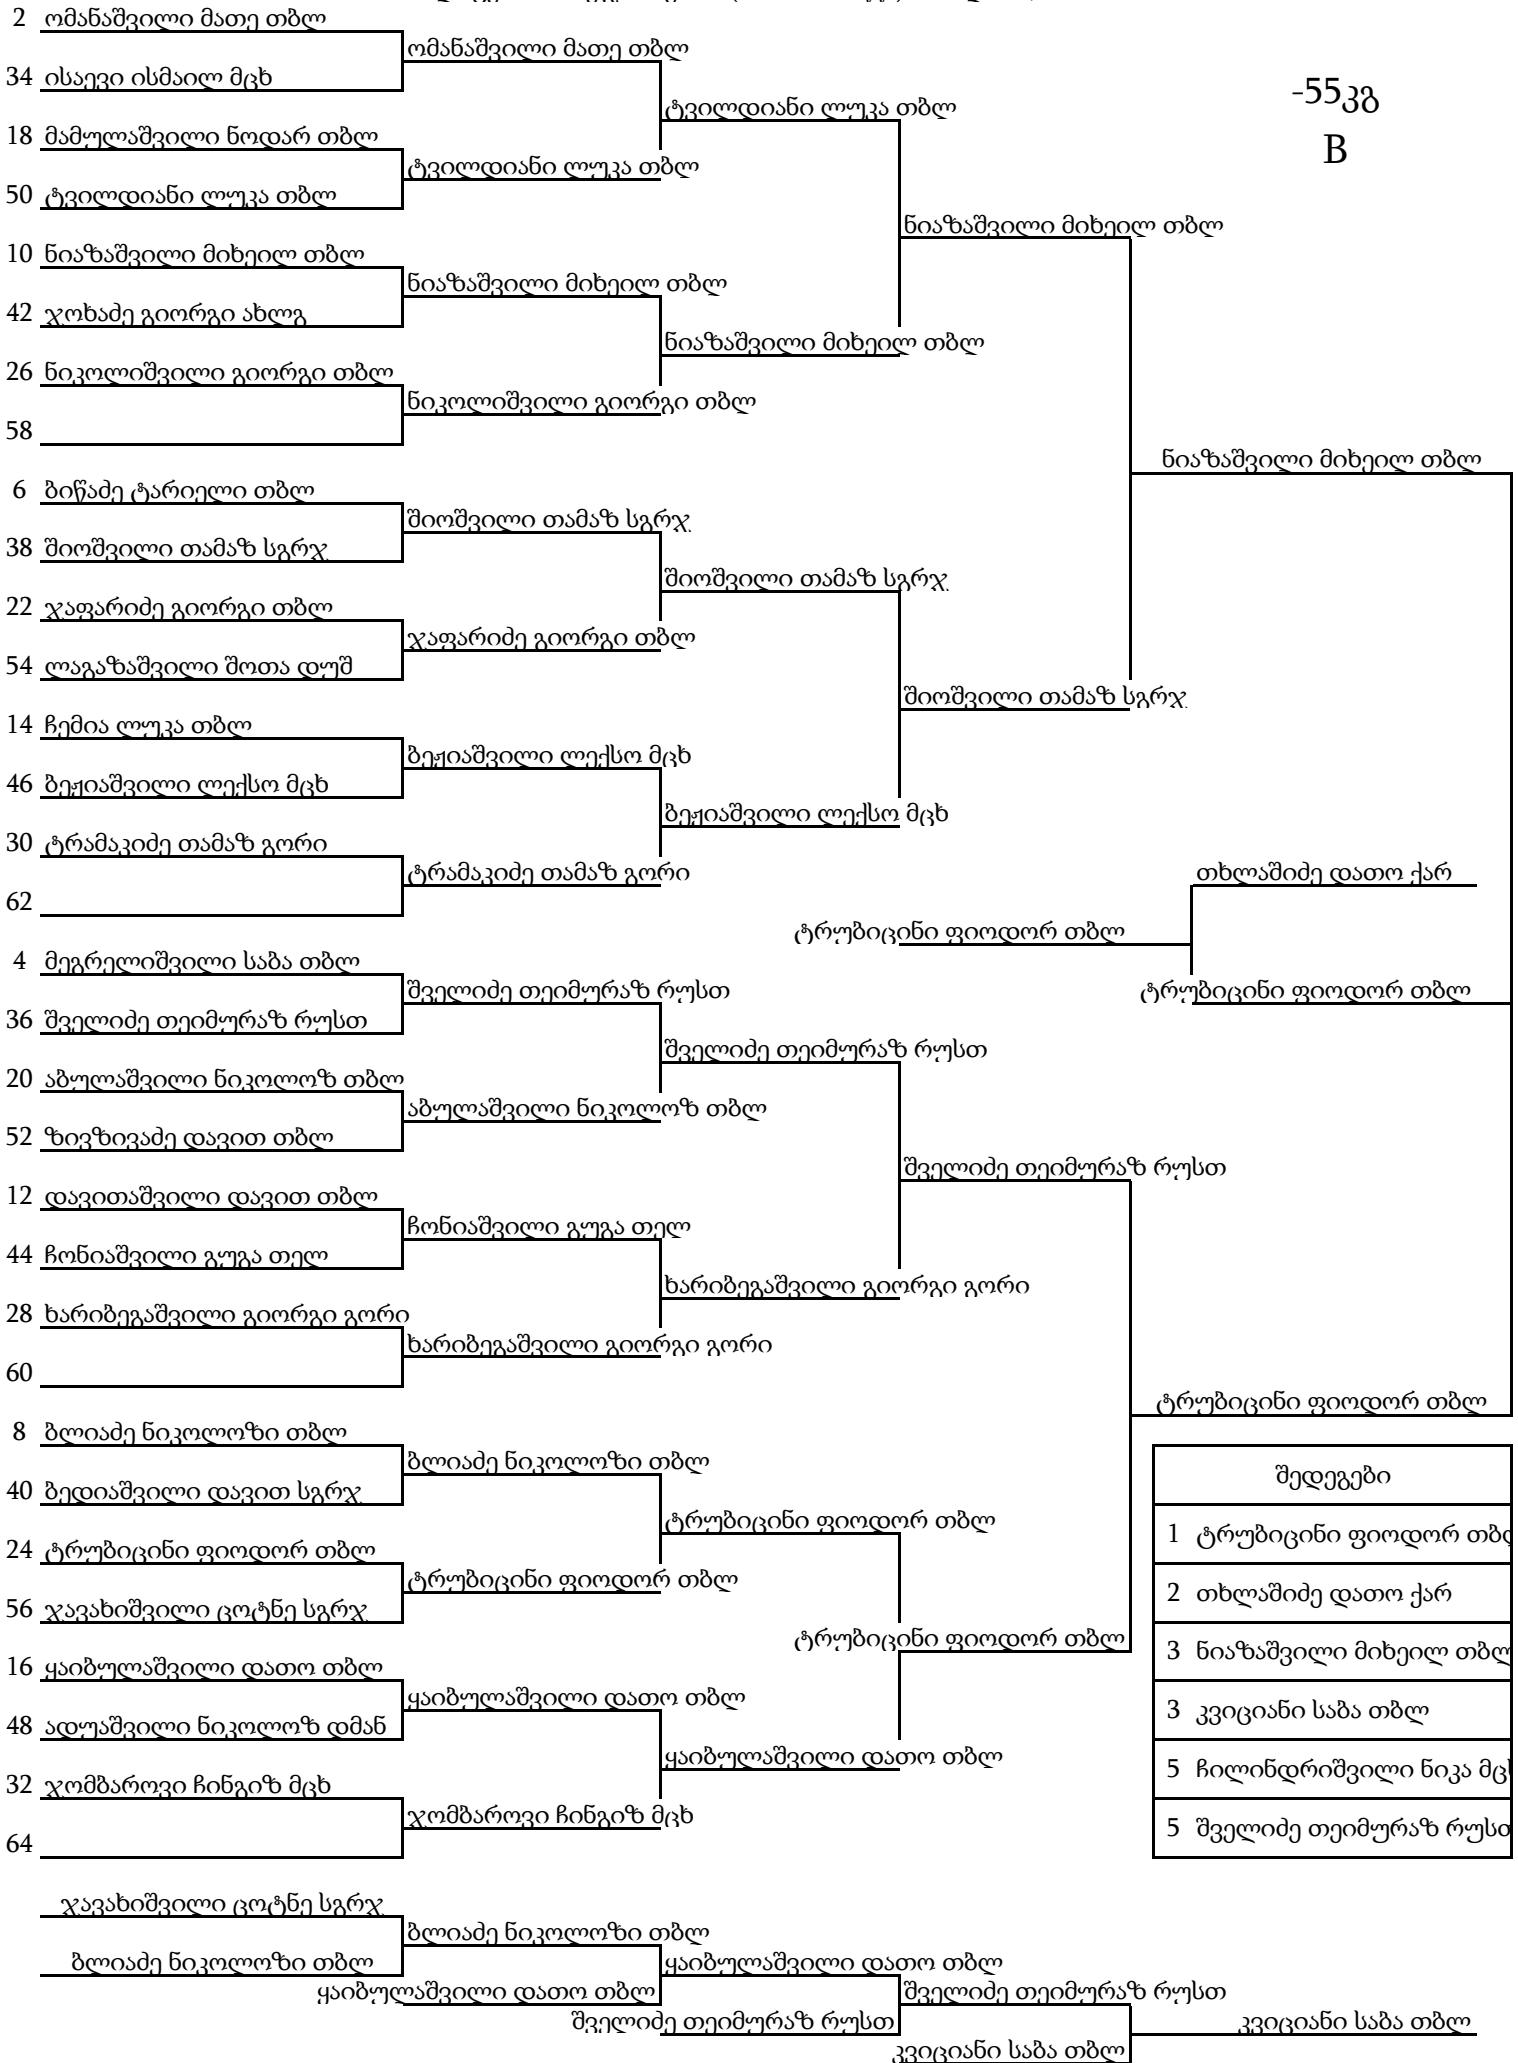 2 ომანაშვილი მათე თბლ
ომანაშვილი მათე თბლ
34 ისაევი ისმაილ მცხ
-55კგ
ტვილდიანი ლუკა თბლ
18 მამულაშვილი ნოდარ თბლ
B
ტვილდიანი ლუკა თბლ
50 ტვილდიანი ლუკა თბლ
ნიაზაშვილი მიხეილ თბლ
10 ნიაზაშვილი მიხეილ თბლ
ნიაზაშვილი მიხეილ თბლ
42 ჯოხაძე გიორგი ახლგ
ნიაზაშვილი მიხეილ თბლ
26 ნიკოლიშვილი გიორგი თბლ
ნიკოლიშვილი გიორგი თბლ
58
ნიაზაშვილი მიხეილ თბლ
6 ბიწაძე ტარიელი თბლ
შიოშვილი თამაზ სგრჯ
38 შიოშვილი თამაზ სგრჯ
შიოშვილი თამაზ სგრჯ
22 ჯაფარიძე გიორგი თბლ
ჯაფარიძე გიორგი თბლ
54 ლაგაზაშვილი შოთა დუშ
შიოშვილი თამაზ სგრჯ
14 ჩემია ლუკა თბლ
ბეჟიაშვილი ლექსო მცხ
46 ბეჟიაშვილი ლექსო მცხ
ბეჟიაშვილი ლექსო მცხ
30 ტრამაკიძე თამაზ გორი
ტრამაკიძე თამაზ გორი
თხლაშიძე დათო ქარ
62
ტრუბიცინი ფიოდორ თბლ
4 მეგრელიშვილი საბა თბლ
შველიძე თეიმურაზ რუსთ
ტრუბიცინი ფიოდორ თბლ
36 შველიძე თეიმურაზ რუსთ
შველიძე თეიმურაზ რუსთ
20 აბულაშვილი ნიკოლოზ თბლ
აბულაშვილი ნიკოლოზ თბლ
52 ზივზივაძე დავით თბლ
შველიძე თეიმურაზ რუსთ
12 დავითაშვილი დავით თბლ
ჩონიაშვილი გუგა თელ
44 ჩონიაშვილი გუგა თელ
ხარიბეგაშვილი გიორგი გორი
28 ხარიბეგაშვილი გიორგი გორი
ხარიბეგაშვილი გიორგი გორი
60
ტრუბიცინი ფიოდორ თბლ
8 ბლიაძე ნიკოლოზი თბლ
ბლიაძე ნიკოლოზი თბლ
შედეგები
40 ბედიაშვილი დავით სგრჯ
ტრუბიცინი ფიოდორ თბლ
1 ტრუბიცინი ფიოდორ თბლ
24 ტრუბიცინი ფიოდორ თბლ
ტრუბიცინი ფიოდორ თბლ
2 თხლაშიძე დათო ქარ
56 ჯავახიშვილი ცოტნე სგრჯ
ტრუბიცინი ფიოდორ თბლ
3 ნიაზაშვილი მიხეილ თბლ
16 ყაიბულაშვილი დათო თბლ
ყაიბულაშვილი დათო თბლ
3 კვიციანი საბა თბლ
48 ადუაშვილი ნიკოლოზ დმან
ყაიბულაშვილი დათო თბლ
5 ჩილინდრიშვილი ნიკა მცხ
32 ჯომბაროვი ჩინგიზ მცხ
ჯომბაროვი ჩინგიზ მცხ
5 შველიძე თეიმურაზ რუსთ
64
ჯავახიშვილი ცოტნე სგრჯ
ბლიაძე ნიკოლოზი თბლ
ბლიაძე ნიკოლოზი თბლ
ყაიბულაშვილი დათო თბლ
ყაიბულაშვილი დათო თბლ
შველიძე თეიმურაზ რუსთ
შველიძე თეიმურაზ რუსთ
კვიციანი საბა თბლ
კვიციანი საბა თბლ